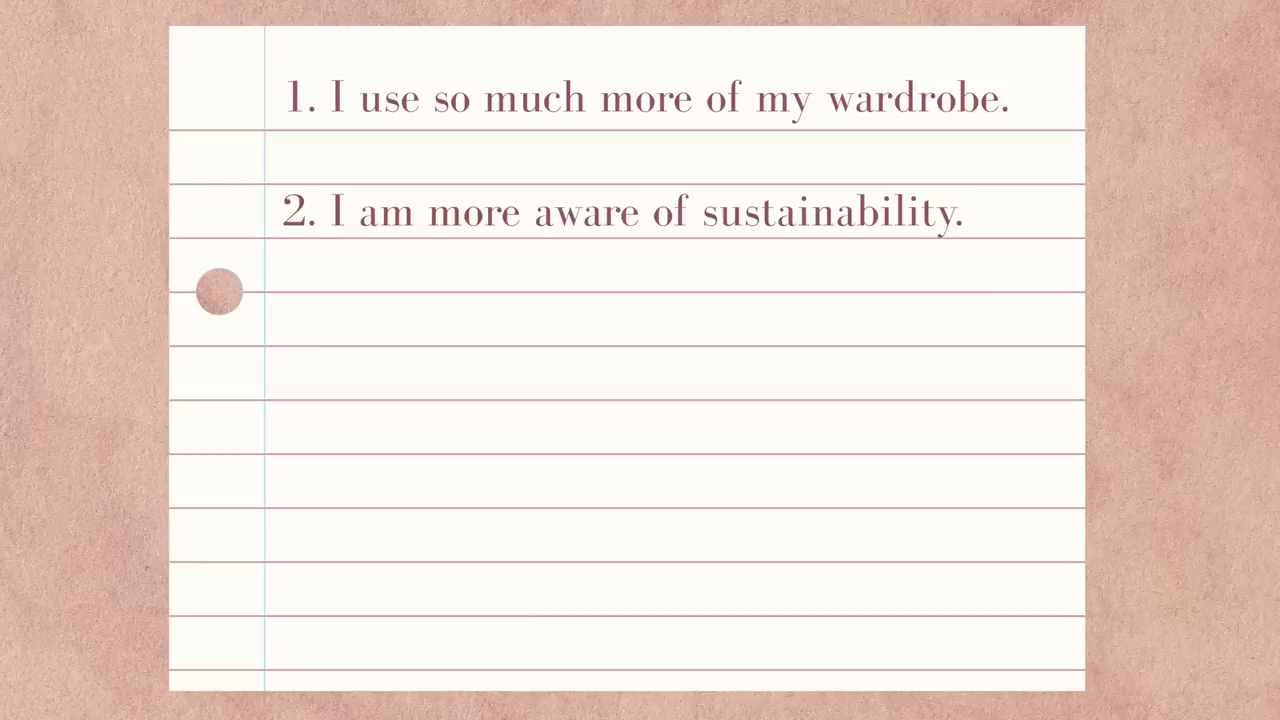 1. I use so much more of my wardrobe.
2. I am more aware of sustainability.